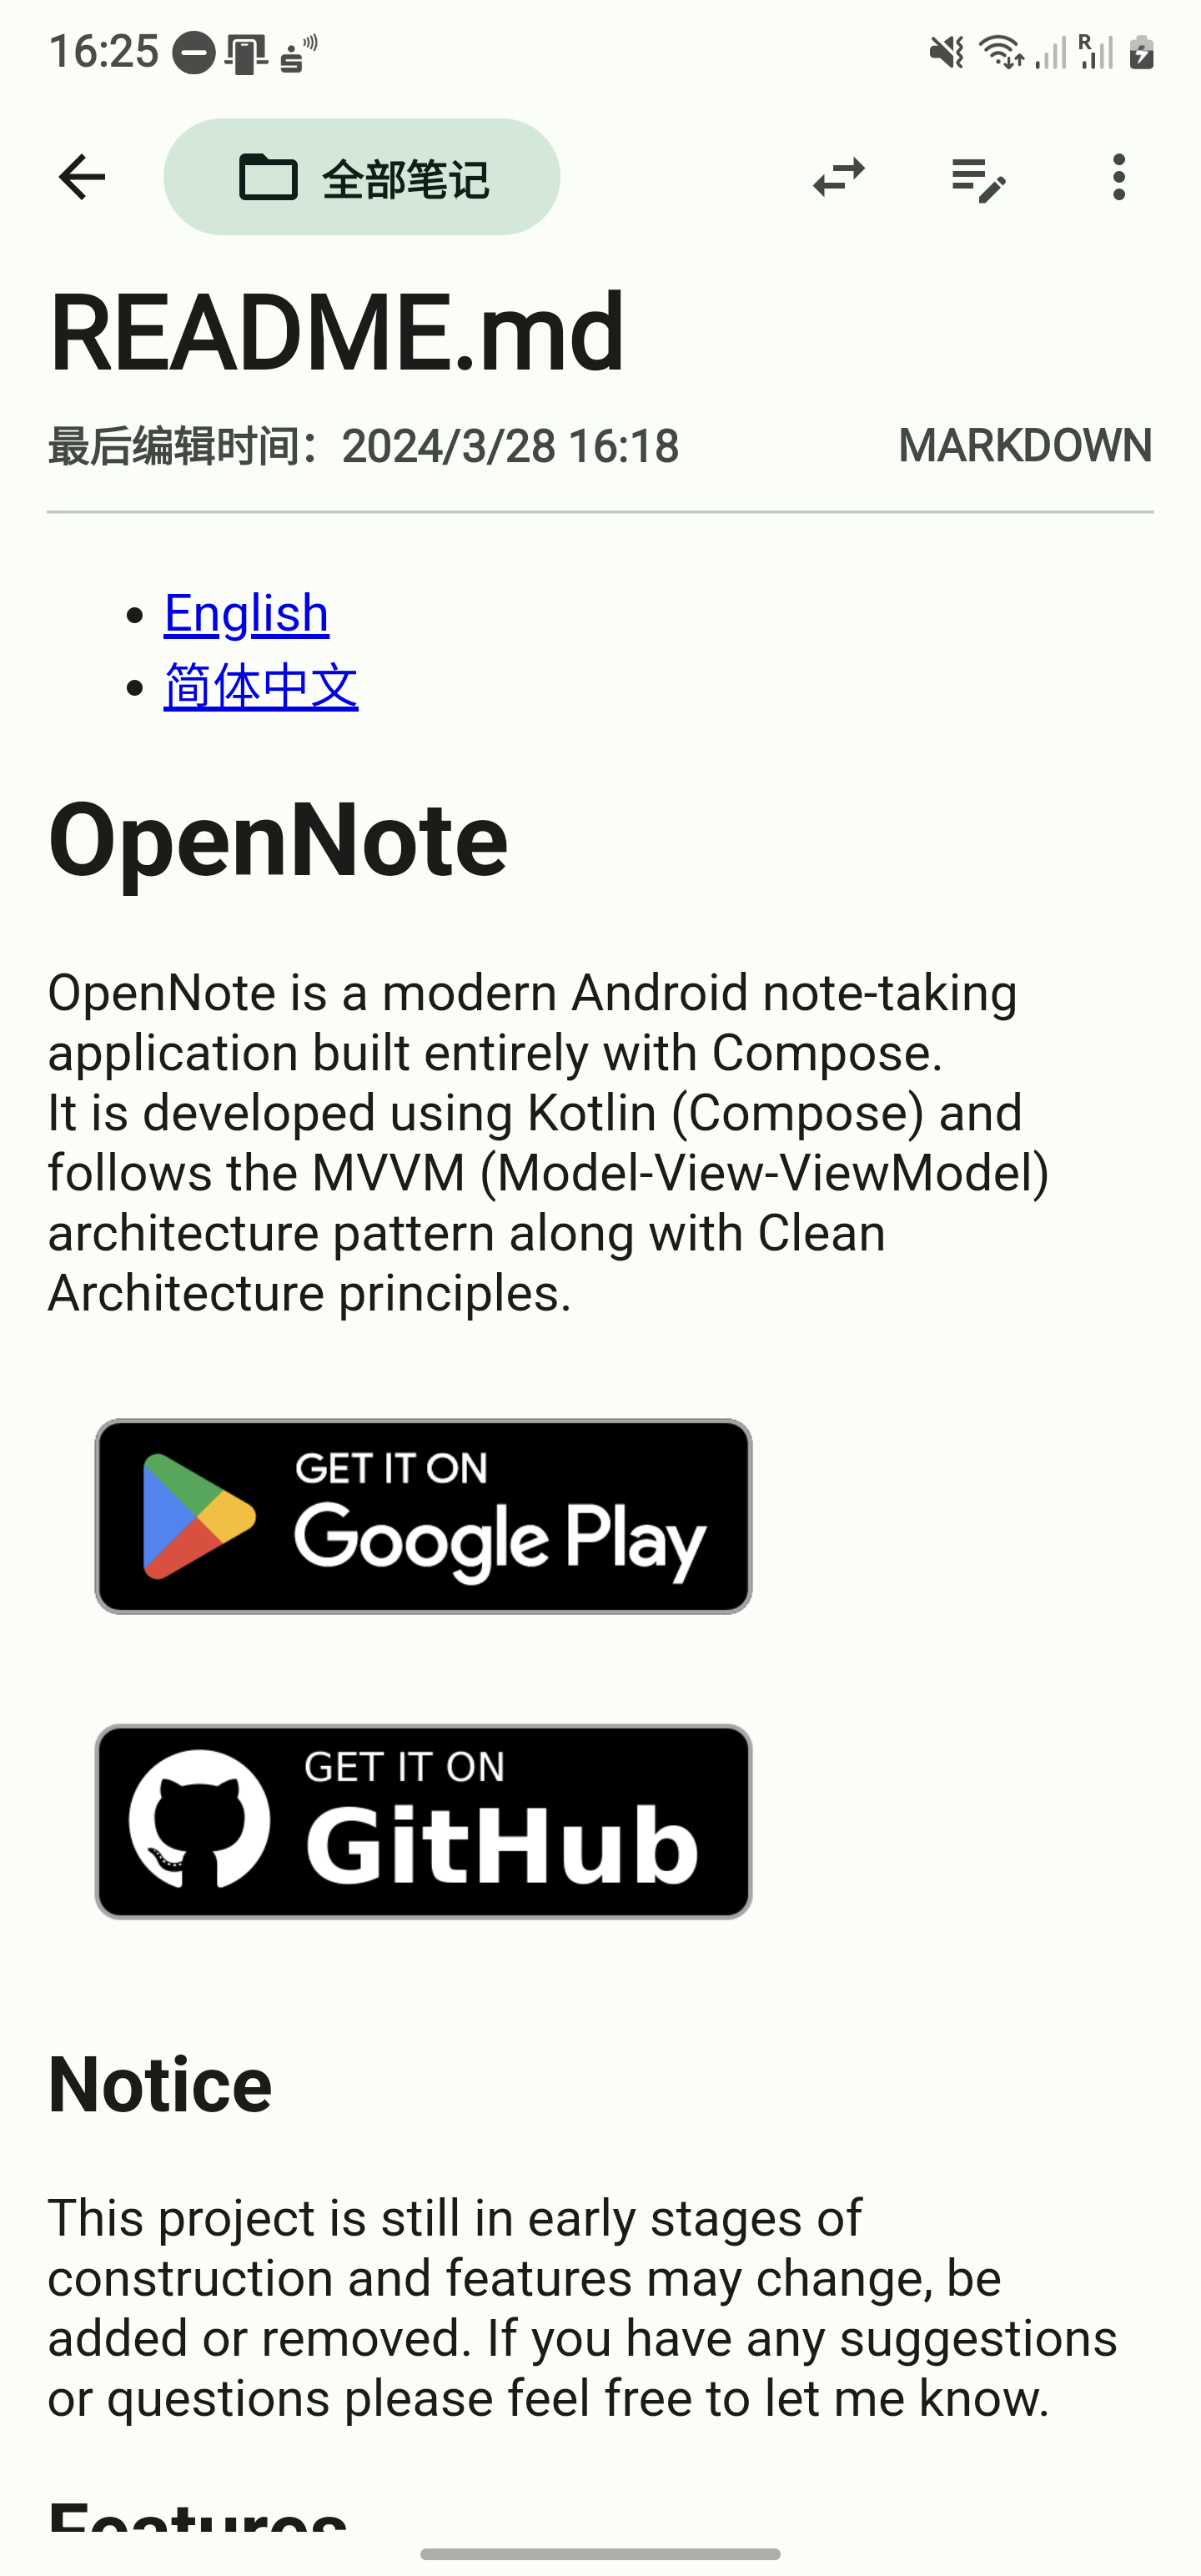 16:25
R
全部笔记
README.md
最后编辑时间：2024/3/28 16:18
MARKDOWN
English
简体中文
OpenNote
OpenNote is a modern Android note-taking
application built entirely with Compose.
It is developed using Kotlin (Compose) and
follows the MVVM (Model-View-ViewModel)
architecture pattern along with Clean
Architecture principles.
GET IT ON
Google Play
GET IT ON
GitHub
Notice
This project is still in early stages of
construction and features may change, be
added or removed. If you have any suggestions
or questions please feel free to let me know.
Features